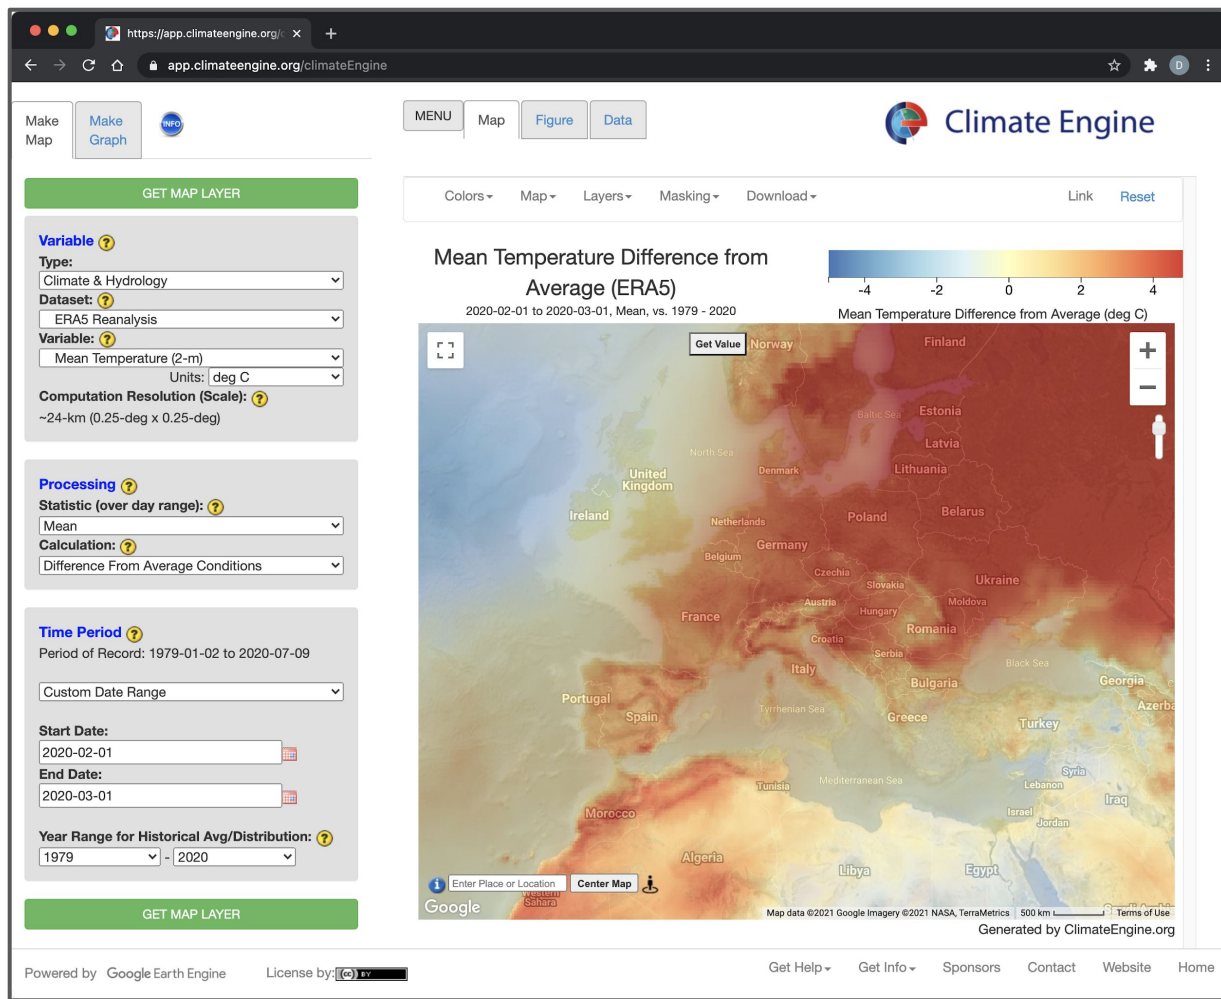 https://app.climateengine.org/c
app.climateengine.org/climateEngine
D
Make Map
Make Graph
INFO
MENU
Map
Figure
Data
Climate Engine
GET MAP LAYER
Colors
Map
Layers
Masking
Download
Link
Reset
Variable ?
Type:
Climate & Hydrology
Dataset: ?
ERA5 Reanalysis
Variable: ?
Mean Temperature (2-m)
Units: deg C
Computation Resolution (Scale): ?
~24-km (0.25-deg x 0.25-deg)
Processing ?
Statistic (over day range): ?
Mean
Calculation: ?
Difference From Average Conditions
Time Period ?
Period of Record: 1979-01-02 to 2020-07-09
Custom Date Range
Start Date:
2020-02-01
End Date:
2020-03-01
Year Range for Historical Avg/Distribution: ?
1979 - 2020
GET MAP LAYER
Mean Temperature Difference from
Average (ERA5)
2020-02-01 to 2020-03-01, Mean, vs. 1979 - 2020
-4 -2 0 2 4
Mean Temperature Difference from Average (deg C)
Get Value
Norway
Finland
Baltic Sea
Estonia
North Sea
Latvia
United
Kingdom
Denmark
Lithuania
Ireland
Netherlands
Poland
Belarus
Belgium
Germany
Czechia
Slovakia
Ukraine
France
Austria
Hungary
Moldova
Croatia
Romania
Serbia
Italy
Black Sea
Portugal
Bulgaria
Georgia
Spain
Tyrrhenian Sea
Greece
Turkey
Azerba
Tunisia
Mediterranean Sea
Syria
Lebanon
Iraq
Morocco
Israel
Jordan
Algeria
Libya
Egypt
Enter Place or Location
Center Map
Western
Sahara
Saudi Arabia
Google
Map data ©2021 Google Imagery ©2021 NASA, TerraMetrics
500 km
Terms of Use
Generated by ClimateEngine.org
Powered by Google Earth Engine
License by: (cc) BY
Get Help
Get Info
Sponsors
Contact
Website
Home